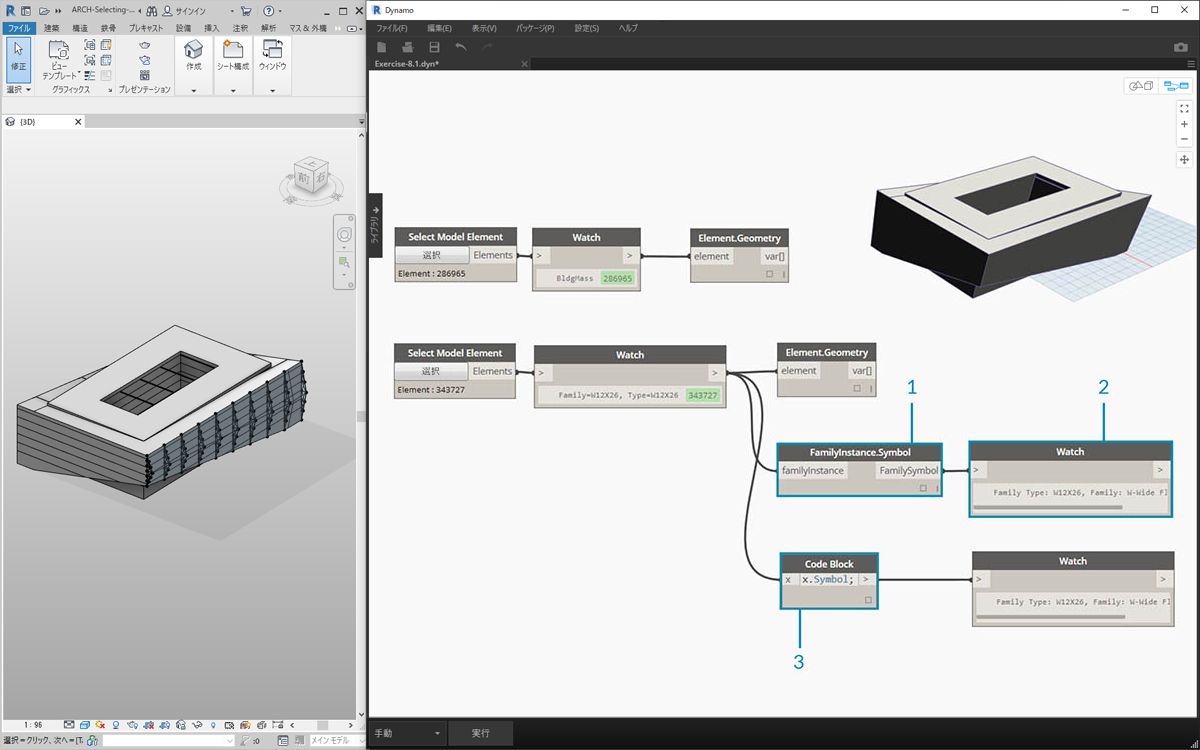 ARCH-Selecting-...
サインイン
ファイル 建築 構造 鉄骨 プレキャスト 設備 挿入 注釈 解析 マス & 外構
修正
ビュー
テンプレート
作成
シート構成
ウィンドウ
選択 グラフィックス プレゼンテーション
{3D}
上
前
右
1 : 96
選択=クリック、次へ=[T
:0
メイン モデル
Dynamo
ファイル(F) 編集(E) 表示(V) パッケージ(P) 設定(S) ヘルプ
Exercise-8.1.dyn*
ライブラリ
Select Model Element
選択 Elements
Element : 286965
Watch
> >
BldgMass 286965
Element.Geometry
element var[]
Select Model Element
選択 Elements
Element : 343727
Watch
> >
Family=W12X26, Type=W12X26 343727
Element.Geometry
element var[]
1
2
FamilyInstance.Symbol
familyInstance FamilySymbol
Watch
> >
Family Type: W12X26, Family: W-Wide Fl
Code Block
x x.Symbol; >
Watch
> >
Family Type: W12X26, Family: W-Wide Fl
3
手動 実行